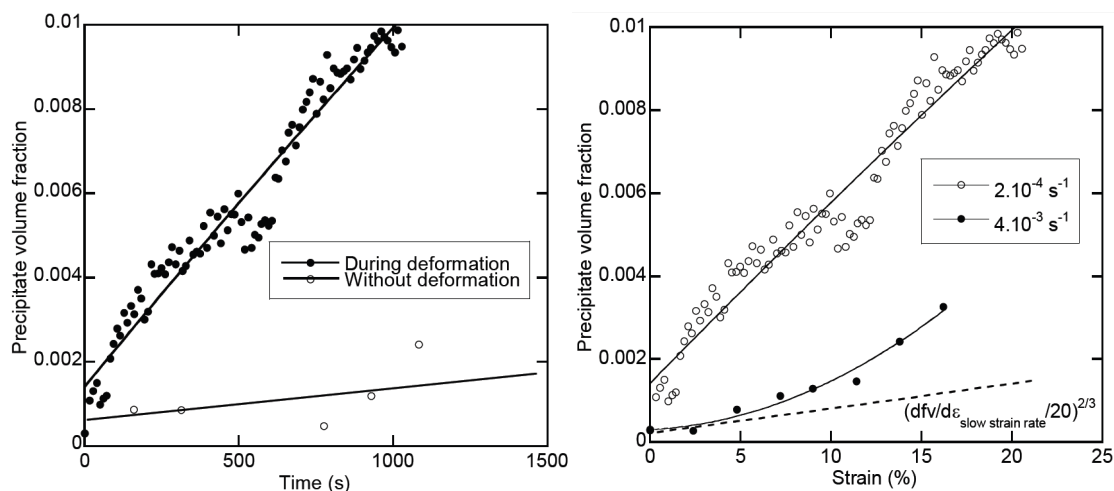 0.01
0.008
0.006
0.004
0.002
0
Precipitate volume fraction
During deformation
Without deformation
0 500 1000 1500
Time (s)
0.01
0.008
0.006
0.004
0.002
0
Precipitate volume fraction
2.10⁻⁴ s⁻¹
4.10⁻³ s⁻¹
(dfv/dε slow strain rate/20)²ᐟ³
0 5 10 15 20 25
Strain (%)